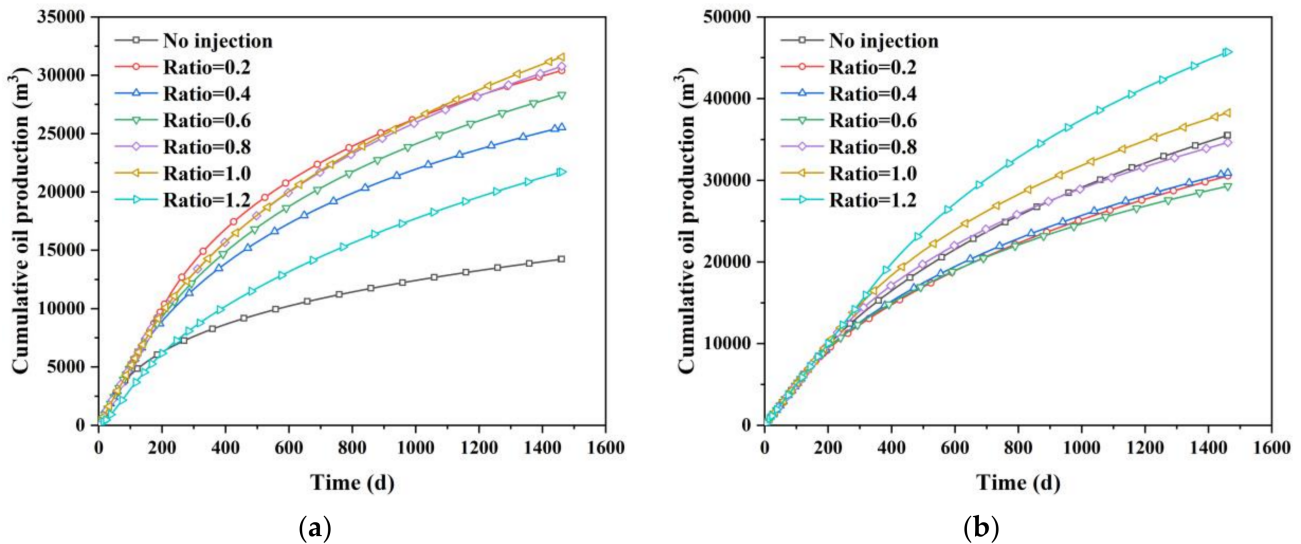 35000
30000
25000
20000
15000
10000
5000
0
Cumulative oil production (m³)
No injection
Ratio=0.2
Ratio=0.4
Ratio=0.6
Ratio=0.8
Ratio=1.0
Ratio=1.2
0 200 400 600 800 1000 1200 1400 1600
Time (d)
(a)
50000
40000
30000
20000
10000
0
Cumulative oil production (m³)
No injection
Ratio=0.2
Ratio=0.4
Ratio=0.6
Ratio=0.8
Ratio=1.0
Ratio=1.2
0 200 400 600 800 1000 1200 1400 1600
Time (d)
(b)